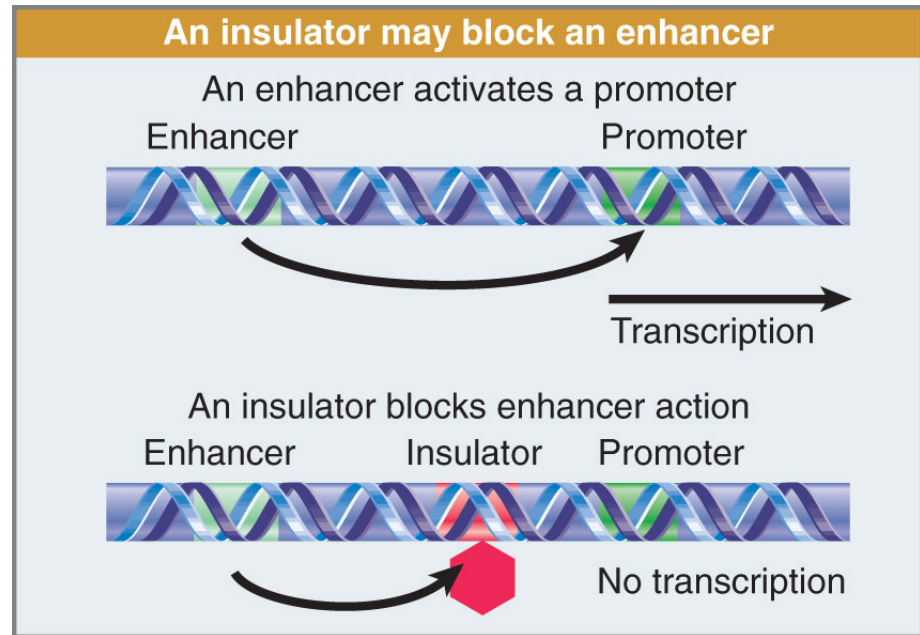 An insulator may block an enhancer
An enhancer activates a promoter
Enhancer Promoter
Transcription
An insulator blocks enhancer action
Enhancer Insulator Promoter
No transcription